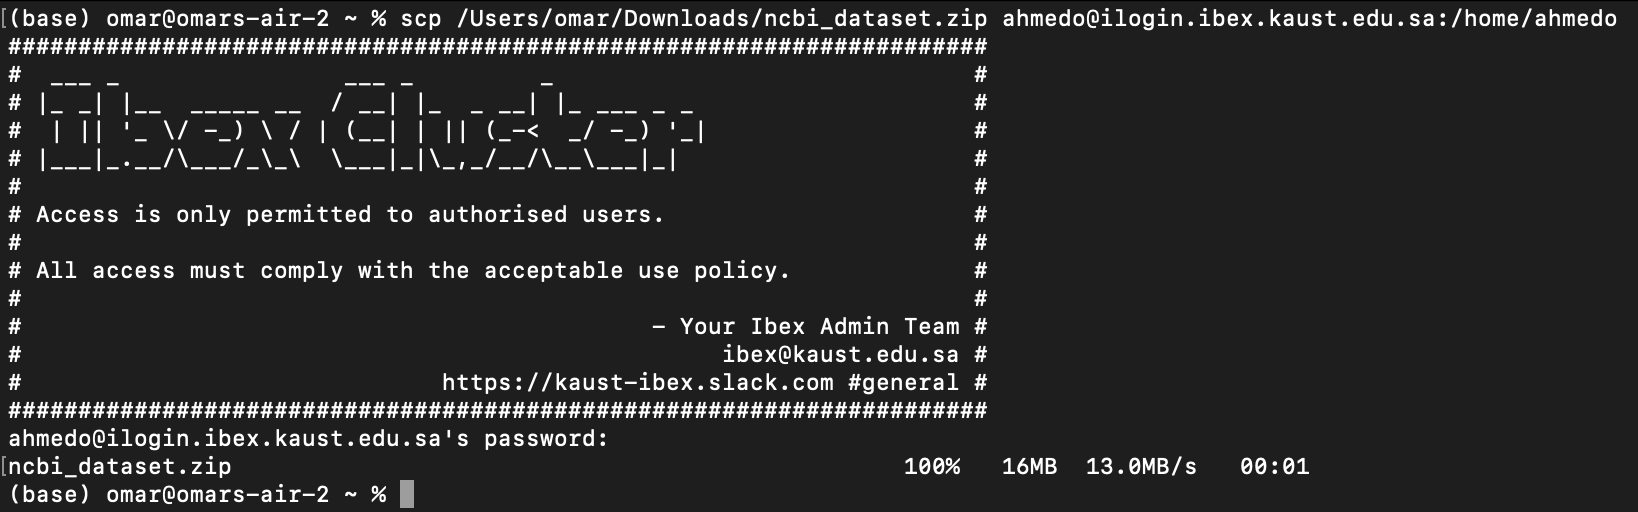 (base) omar@omars-air-2 ~ % scp /Users/omar/Downloads/ncbi_dataset.zip ahmedo@ilogin.ibex.kaust.edu.sa:/home/ahmedo
######################################################################
#  ___ _                ___ _         _                              #
# |_ _| |__  _____ __  / __| |_  _ __| |_ ___ _ _                    #
#  | || '_ \/ -_) \ / | (__| | || (_-<  _/ -_) '_|                   #
# |___|_.__/\___/_\_\  \___|_|\_,_/__/\__\___|_|                     #
#                                                                    #
# Access is only permitted to authorised users.                      #
#                                                                    #
# All access must comply with the acceptable use policy.             #
#                                                                    #
#                                             – Your Ibex Admin Team #
#                                                  ibex@kaust.edu.sa #
#                              https://kaust-ibex.slack.com #general #
######################################################################
ahmedo@ilogin.ibex.kaust.edu.sa's password:
ncbi_dataset.zip                                                100%   16MB  13.0MB/s   00:01
(base) omar@omars-air-2 ~ %